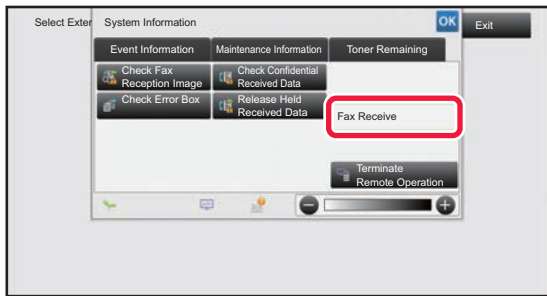 Select Exter
System Information
OK
Exit
Event Information
Maintenance Information
Toner Remaining
Check Fax
Reception Image
Check Confidential
Received Data
Check Error Box
Release Held
Received Data
Fax Receive
Terminate
Remote Operation